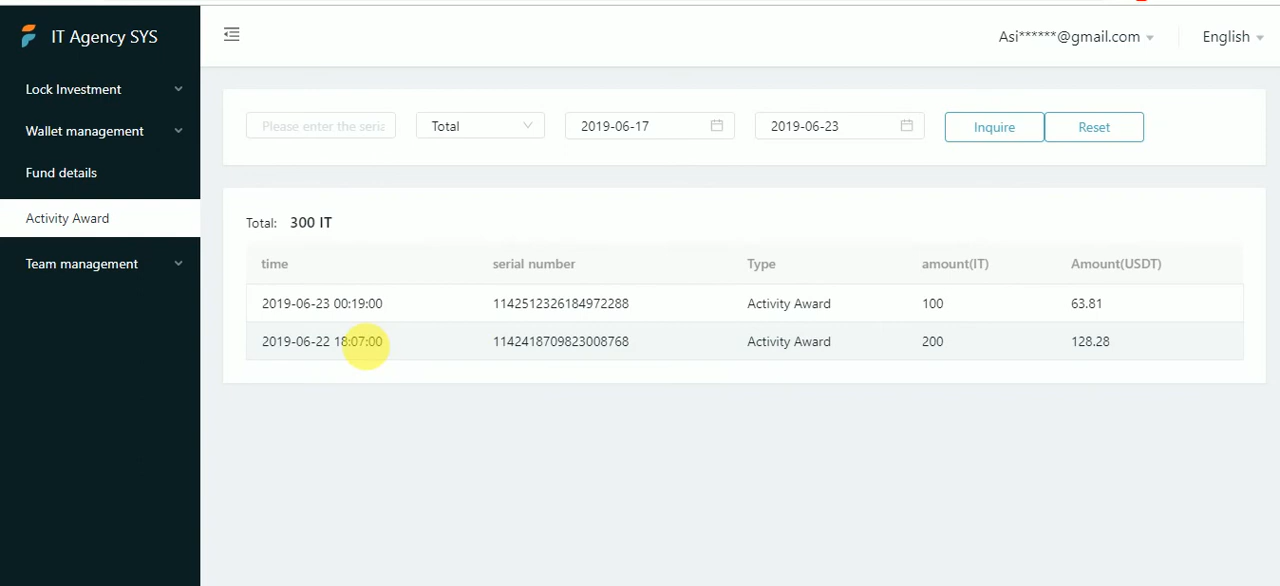 IT Agency SYS
Asi******@gmail.com
English
Lock Investment
Wallet management
Fund details
Activity Award
Team management
Please enter the seria
Total
2019-06-17
2019-06-23
Inquire
Reset
Total: 300 IT
time serial number Type amount(IT) Amount(USDT)
2019-06-23 00:19:00 1142512326184972288 Activity Award 100 63.81
2019-06-22 18:07:00 1142418709823008768 Activity Award 200 128.28